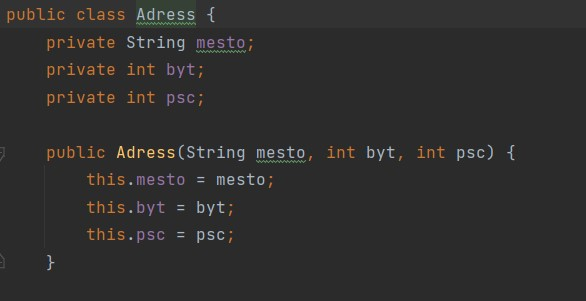 public class Adress {
    private String mesto;
    private int byt;
    private int psc;

    public Adress(String mesto, int byt, int psc) {
        this.mesto = mesto;
        this.byt = byt;
        this.psc = psc;
    }